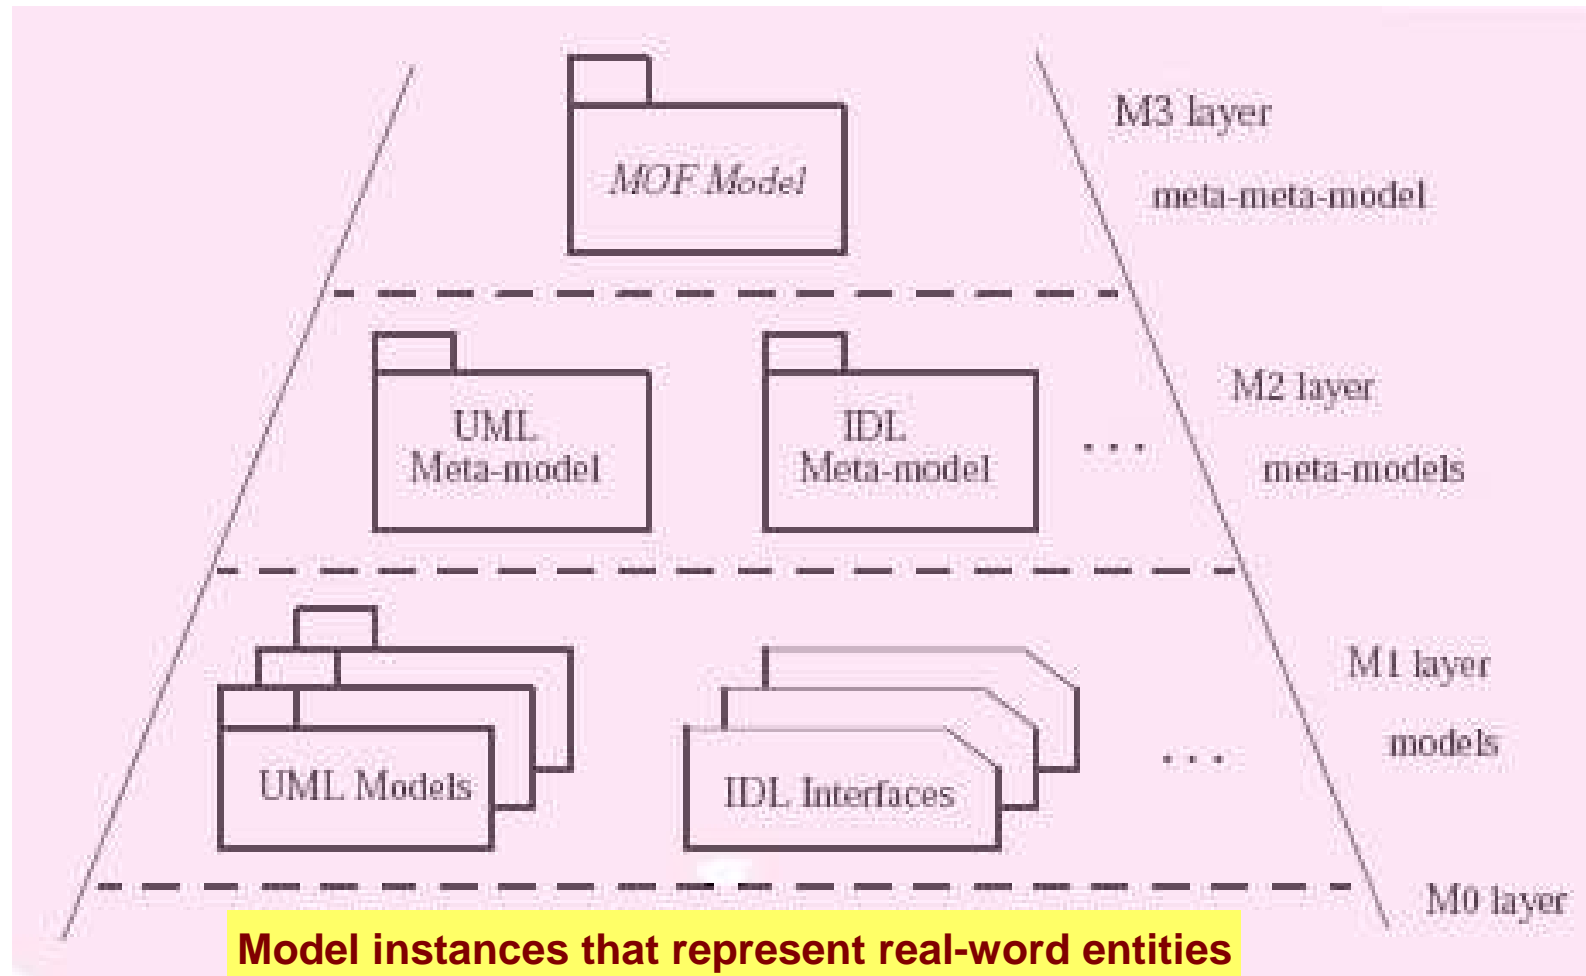 M3 layer
MOF Model
meta-meta-model
M2 layer
UML
Meta-model
IDL
Meta-model
...
meta-models
M1 layer
models
UML Models
IDL Interfaces
...
M0 layer
Model instances that represent real-word entities